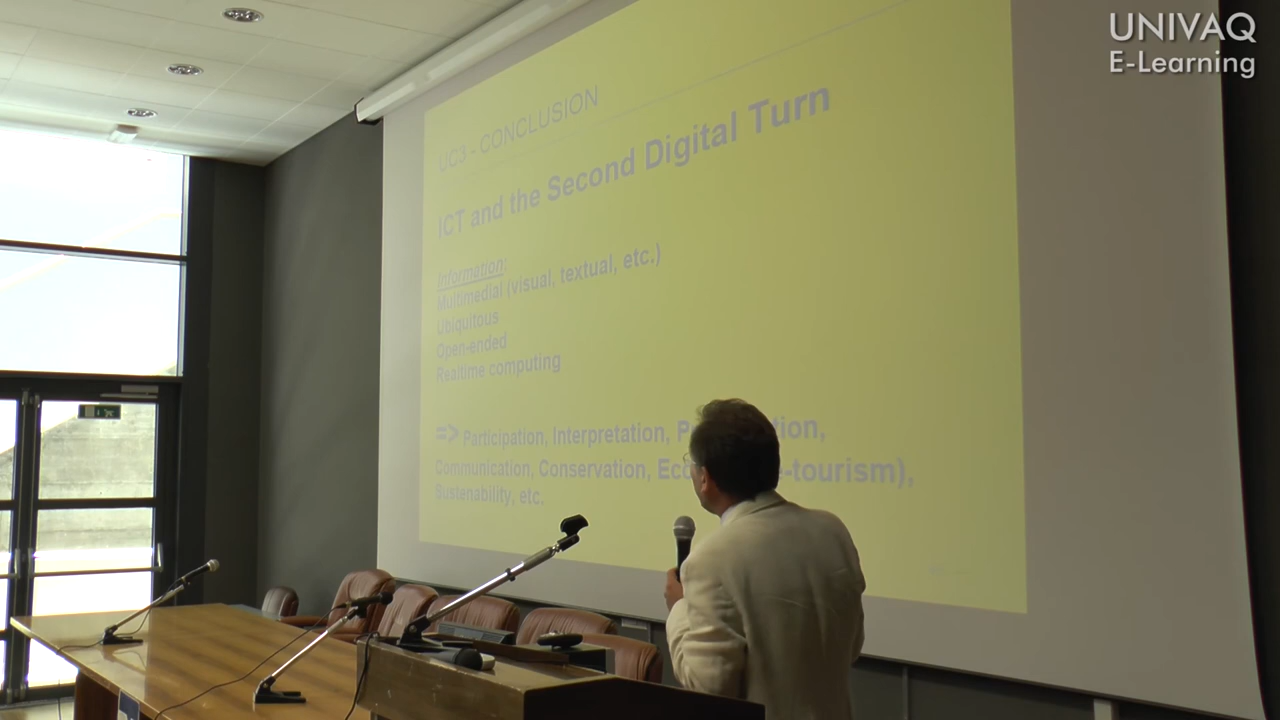 UNIVAQ
E-Learning
UC3 - CONCLUSION
ICT and the Second Digital Turn
Information:
Multimedial (visual, textual, etc.)
Ubiquitous
Open-ended
Realtime computing
=> Participation, Interpretation,
Communication, Conservation, -tourism),
Sustenability, etc.